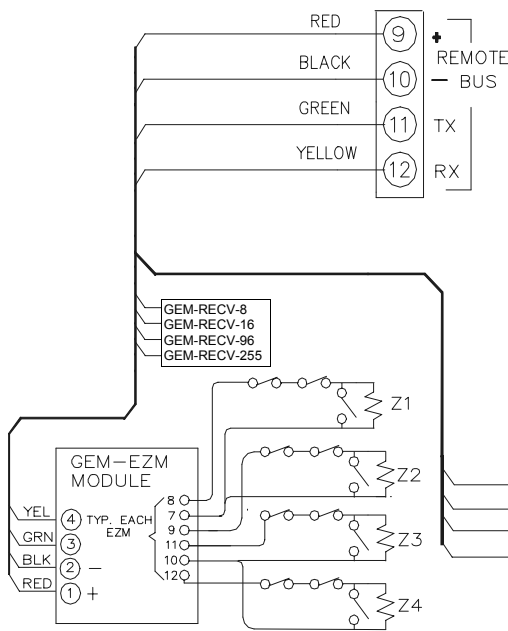 RED
9
+
REMOTE
BLACK
10
− BUS
GREEN
11
TX
YELLOW
12
RX
GEM-RECV-8
GEM-RECV-16
GEM-RECV-96
GEM-RECV-255
Z1
GEM-EZM
MODULE
8
Z2
YEL
4
TYP. EACH
EZM
7
9
GRN
3
11
Z3
BLK
2 −
10
RED
1 +
12
Z4